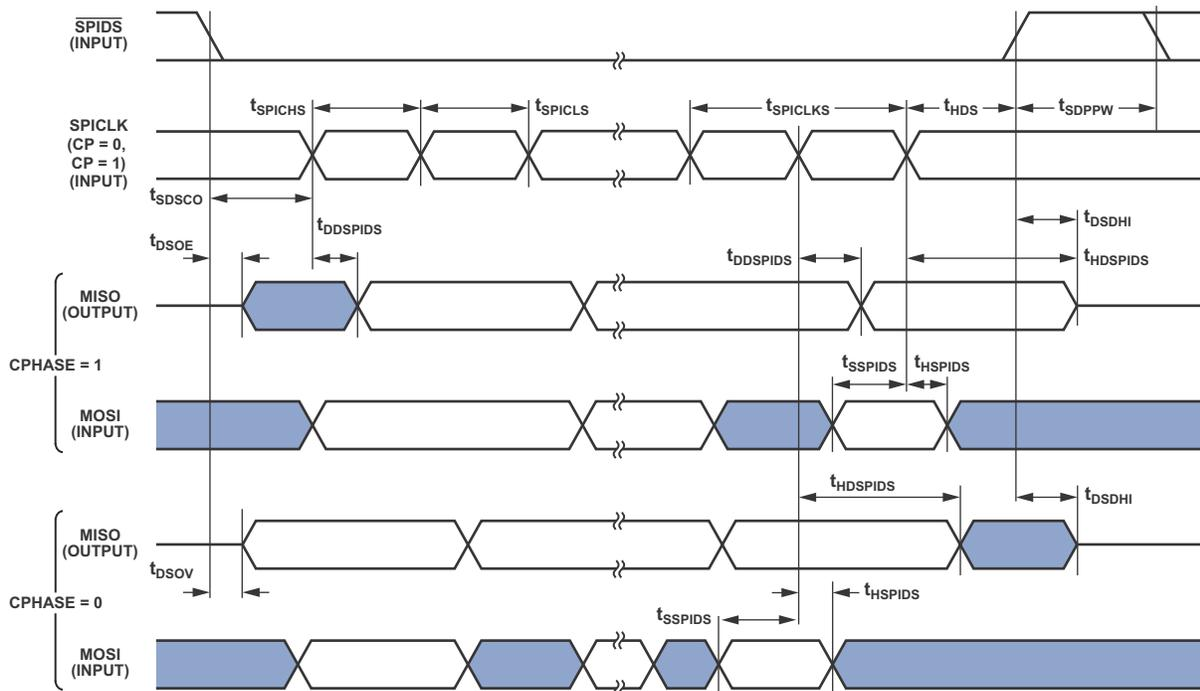 SPIDS
(INPUT)
tSPICHS
tSPICLS
tSPICLKS
tHDS
tSDPPW
SPICLK
(CP = 0,
CP = 1)
(INPUT)
tSDSCO
tDDSPIDS
tDSDHI
tDSOE
tDDSPIDS
tHDSPIDS
MISO
(OUTPUT)
CPHASE = 1
tSSPIDS
tHSPIDS
MOSI
(INPUT)
tHDSPIDS
tDSDHI
MISO
(OUTPUT)
tDSOV
CPHASE = 0
tHSPIDS
tSSPIDS
MOSI
(INPUT)